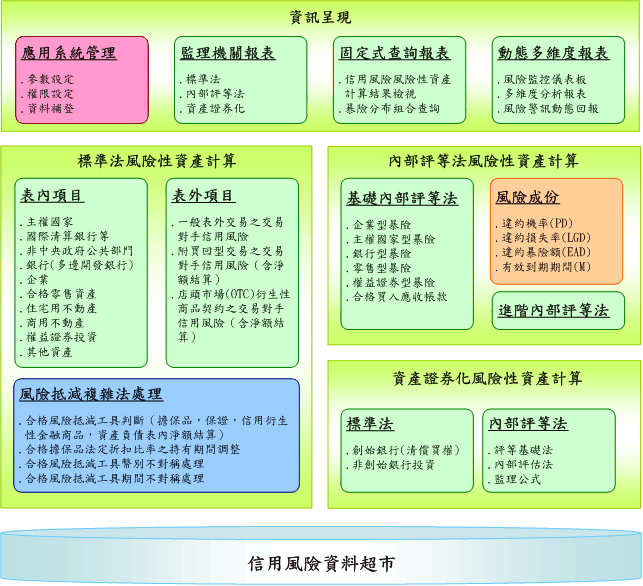 資訊呈現
應用系統管理
. 參數設定
. 權限設定
. 資料補登
監理機關報表
. 標準法
. 內部評等法
. 資產證券化
固定式查詢報表
. 信用風險風險性資產
計算結果檢視
. 暴險分布組合查詢
動態多維度報表
. 風險監控儀表板
. 多維度分析報表
. 風險警訊動態回報
標準法風險性資產計算
表內項目
. 主權國家
. 國際清算銀行等
. 非中央政府公共部門
. 銀行(多邊開發銀行)
. 企業
. 合格零售資產
. 住宅用不動產
. 商用不動產
. 權益證券投資
. 其他資產
表外項目
. 一般表外交易之交易
對手信用風險
. 附買回型交易之交易
對手信用風險（含淨
額結算）
. 店頭市場(OTC)衍生性
商品契約之交易對手
信用風險（含淨額結
算）
風險抵減複雜法處理
. 合格風險抵減工具判斷（擔保品，保證，信用衍生
性金融商品，資產負債表內淨額結算）
. 合格擔保品法定折扣比率之持有期間調整
. 合格風險抵減工具幣別不對稱處理
. 合格風險抵減工具期間不對稱處理
內部評等法風險性資產計算
基礎內部評等法
. 企業型暴險
. 主權國家型暴險
. 銀行型暴險
. 零售型暴險
. 權益證券型暴險
. 合格買入應收帳款
風險成份
. 違約機率(PD)
. 違約損失率(LGD)
. 違約暴險額(EAD)
. 有效到期期間(M)
進階內部評等法
資產證券化風險性資產計算
標準法
. 創始銀行(清償買權)
. 非創始銀行投資
內部評等法
. 評等基礎法
. 內部評估法
. 監理公式
信用風險資料超市